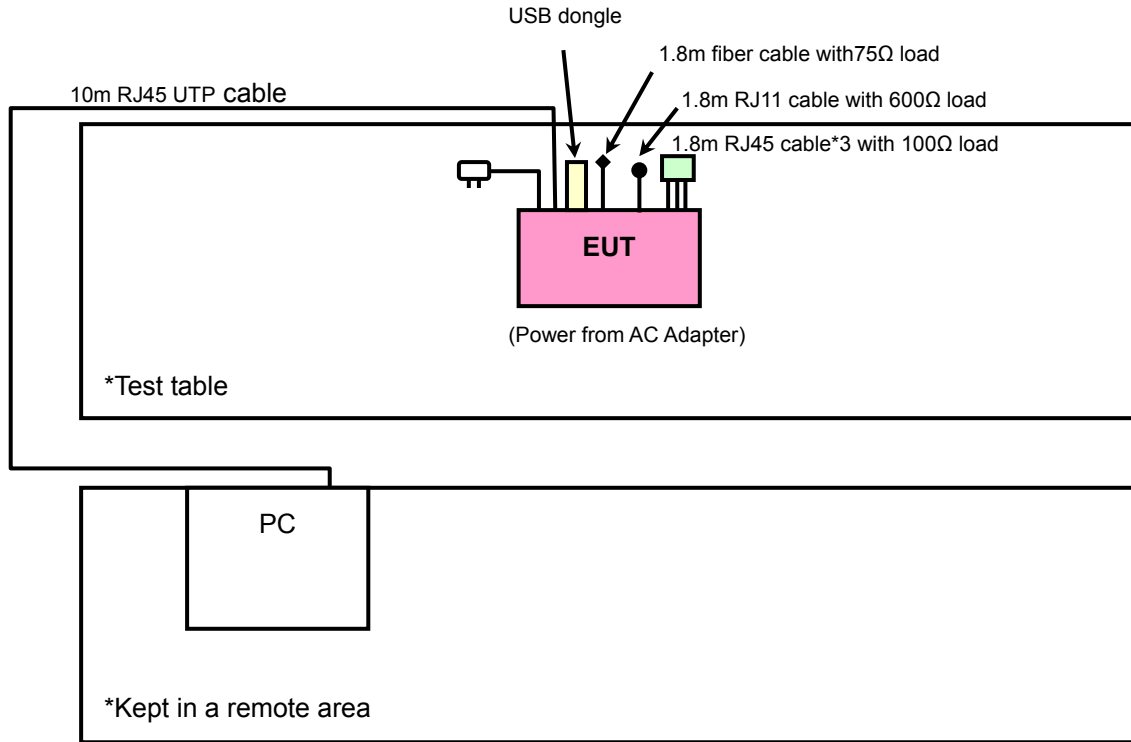 USB dongle
1.8m fiber cable with75Ω load
10m RJ45 UTP cable
1.8m RJ11 cable with 600Ω load
1.8m RJ45 cable*3 with 100Ω load
EUT
(Power from AC Adapter)
*Test table
PC
*Kept in a remote area